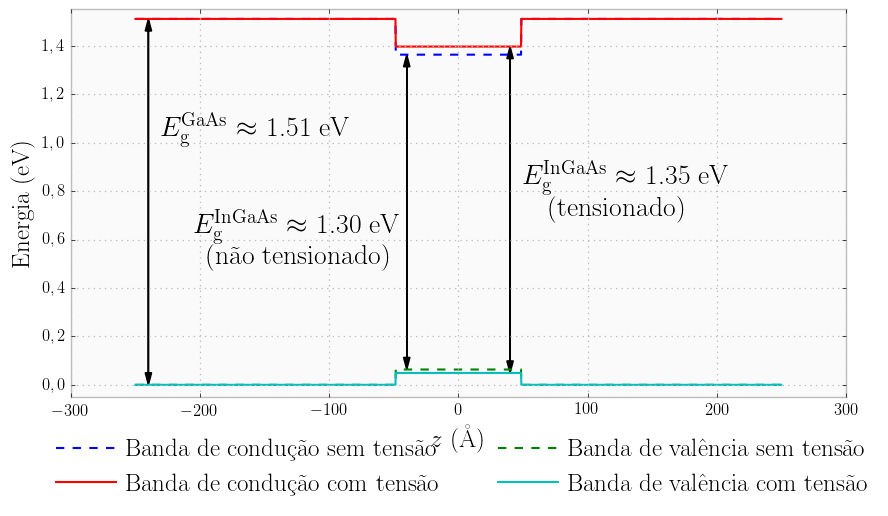 Energia (eV)
1,4
1,2
1,0
0,8
0,6
0,4
0,2
0,0
E_g^GaAs ≈ 1.51 eV
E_g^InGaAs ≈ 1.30 eV
(não tensionado)
E_g^InGaAs ≈ 1.35 eV
(tensionado)
−300 −200 −100 0 100 200 300
z (Å)
Banda de condução sem tensão
Banda de condução com tensão
Banda de valência sem tensão
Banda de valência com tensão